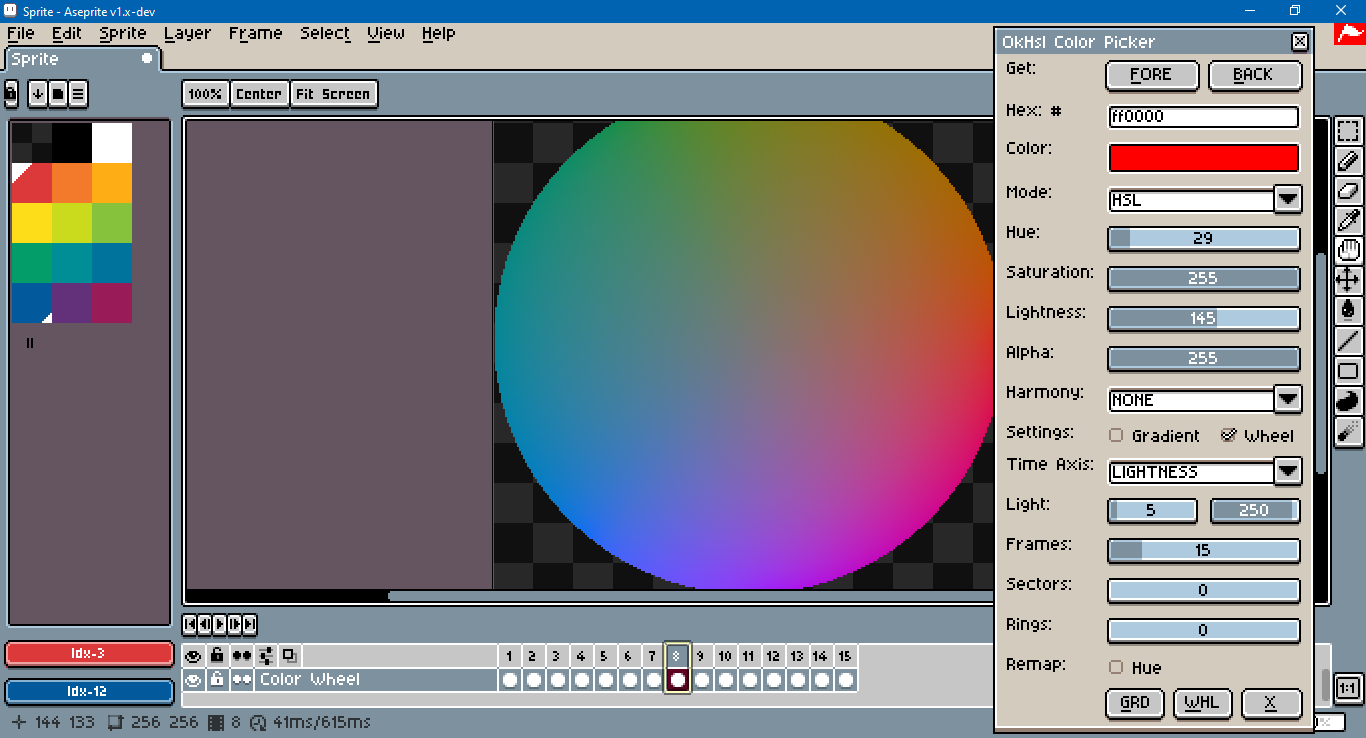 Sprite - Aseprite v1.x-dev
File Edit Sprite Layer Frame Select View Help
Sprite
100% Center Fit Screen
OkHsl Color Picker
Get: FORE BACK
Hex: # ff0000
Color:
Mode: HSL
Hue: 29
Saturation: 255
Lightness: 145
Alpha: 255
Harmony: NONE
Settings: Gradient Wheel
Time Axis: LIGHTNESS
Light: 5 250
Frames: 15
Sectors: 0
Rings: 0
Remap: Hue
GRD WHL X
Idx-3
Idx-12
1 2 3 4 5 6 7 8 9 10 11 12 13 14 15
Color Wheel
1:1
144 133 256 256 8 41ms/615ms